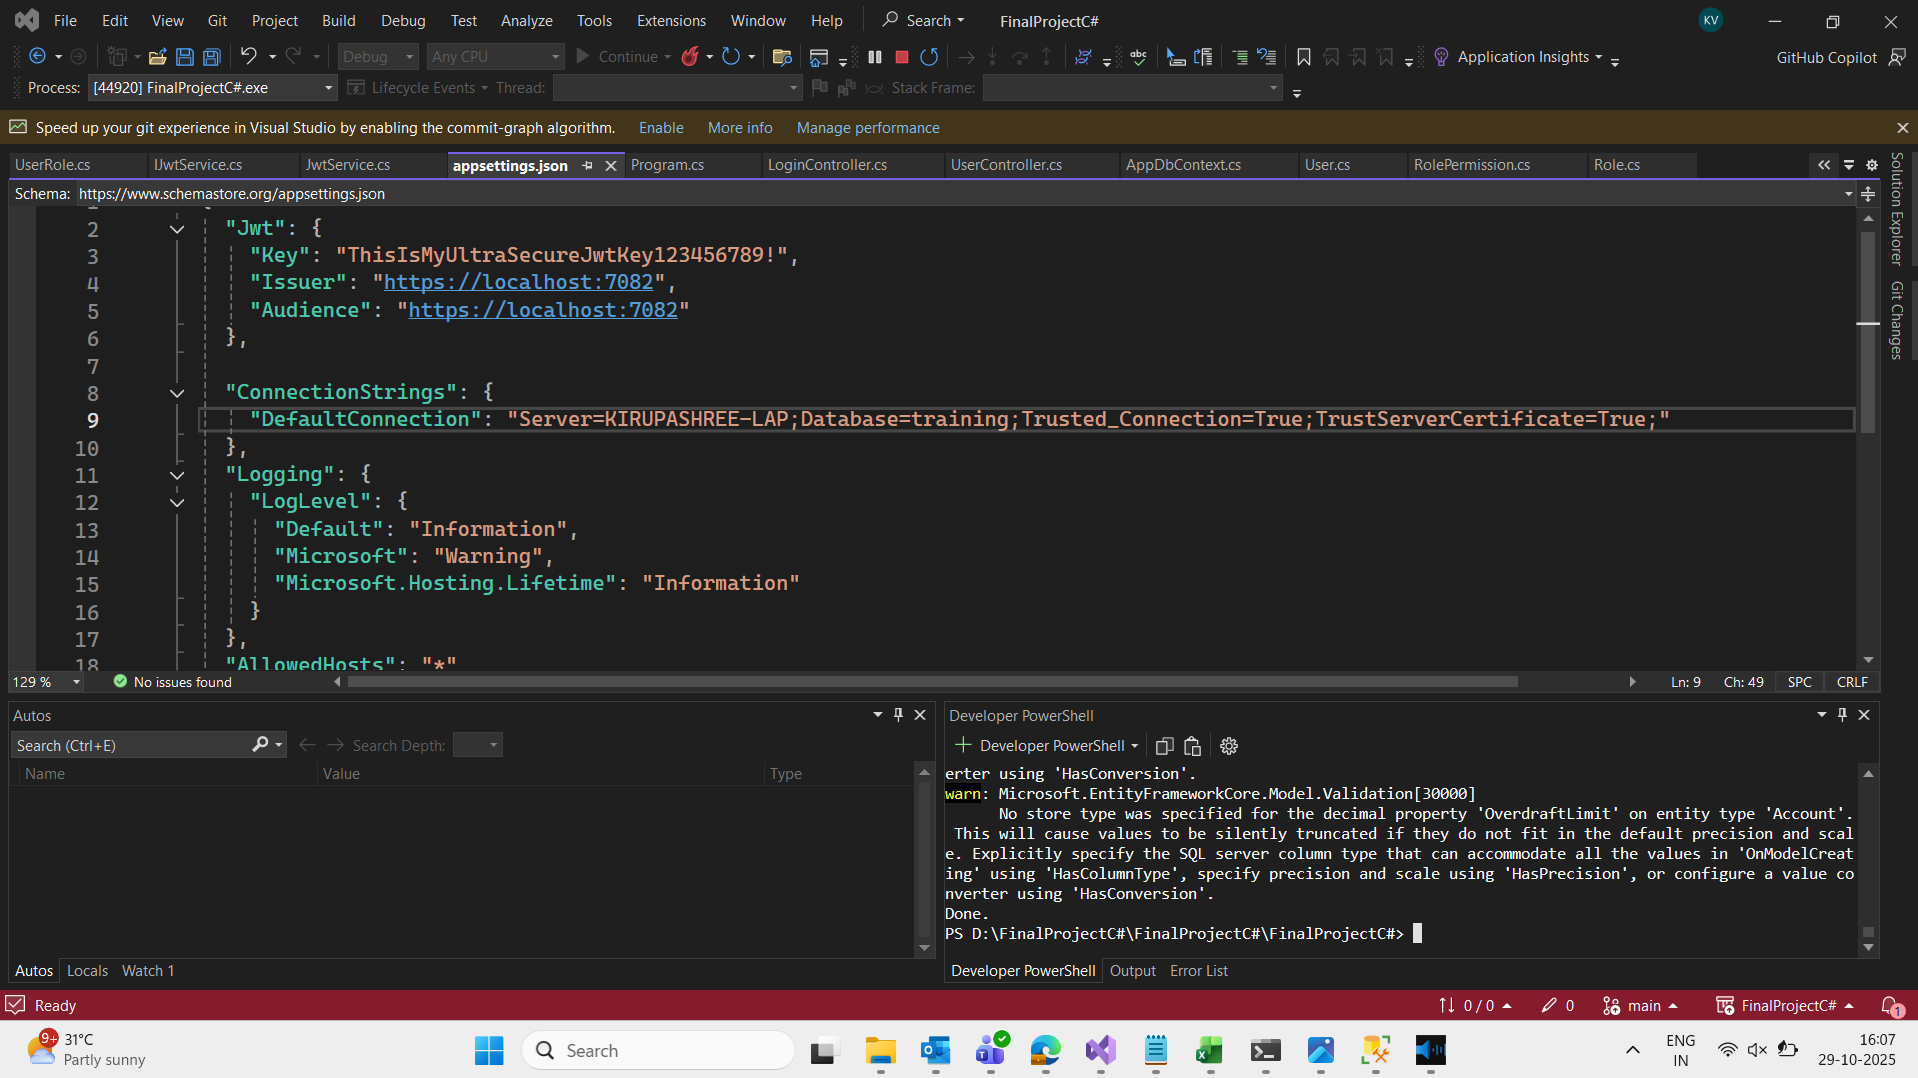 File Edit View Git Project Build Debug Test Analyze Tools Extensions Window Help Search FinalProjectC# KV
Debug Any CPU Continue abc Application Insights GitHub Copilot
Process: [44920] FinalProjectC#.exe Lifecycle Events Thread: Stack Frame:
Speed up your git experience in Visual Studio by enabling the commit-graph algorithm. Enable More info Manage performance
UserRole.cs IJwtService.cs JwtService.cs appsettings.json Program.cs LoginController.cs UserController.cs AppDbContext.cs User.cs RolePermission.cs Role.cs
Schema: https://www.schemastore.org/appsettings.json
Solution Explorer
Git Changes
2 "Jwt": {
3 "Key": "ThisIsMyUltraSecureJwtKey123456789!",
4 "Issuer": "https://localhost:7082",
5 "Audience": "https://localhost:7082"
6 },
7
8 "ConnectionStrings": {
9 "DefaultConnection": "Server=KIRUPASHREE-LAP;Database=training;Trusted_Connection=True;TrustServerCertificate=True;"
10 },
11 "Logging": {
12 "LogLevel": {
13 "Default": "Information",
14 "Microsoft": "Warning",
15 "Microsoft.Hosting.Lifetime": "Information"
16 }
17 },
18 "AllowedHosts": "*"
129 % No issues found Ln: 9 Ch: 49 SPC CRLF
Autos
Search (Ctrl+E) Search Depth:
Name Value Type
Autos Locals Watch 1
Developer PowerShell
Developer PowerShell
erter using 'HasConversion'.
warn: Microsoft.EntityFrameworkCore.Model.Validation[30000]
No store type was specified for the decimal property 'OverdraftLimit' on entity type 'Account'.
This will cause values to be silently truncated if they do not fit in the default precision and scal
e. Explicitly specify the SQL server column type that can accommodate all the values in 'OnModelCreat
ing' using 'HasColumnType', specify precision and scale using 'HasPrecision', or configure a value co
nverter using 'HasConversion'.
Done.
PS D:\FinalProjectC#\FinalProjectC#\FinalProjectC#>
Developer PowerShell Output Error List
Ready 0 / 0 0 main FinalProjectC# 1
9+ 31°C
Partly sunny
Search
ENG
IN
16:07
29-10-2025